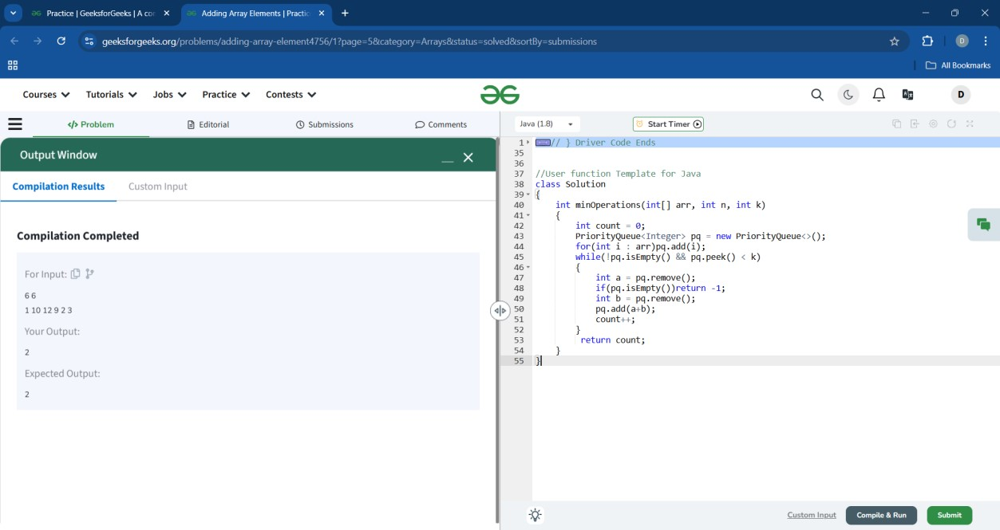 Practice | GeeksforGeeks | A cor
Adding Array Elements | Practic
geeksforgeeks.org/problems/adding-array-element4756/1?page=5&category=Arrays&status=solved&sortBy=submissions
D
All Bookmarks
Courses Tutorials Jobs Practice Contests
D
Problem Editorial Submissions Comments
Java (1.8) Start Timer
Output Window
Compilation Results Custom Input
Compilation Completed
For Input:
6 6
1 10 12 9 2 3
Your Output:
2
Expected Output:
2
1 // } Driver Code Ends
35
36
37 //User function Template for Java
38 class Solution
39 {
40 int minOperations(int[] arr, int n, int k)
41 {
42 int count = 0;
43 PriorityQueue<Integer> pq = new PriorityQueue<>();
44 for(int i : arr)pq.add(i);
45 while(!pq.isEmpty() && pq.peek() < k)
46 {
47 int a = pq.remove();
48 if(pq.isEmpty())return -1;
49 int b = pq.remove();
50 pq.add(a+b);
51 count++;
52 }
53 return count;
54 }
55 }
Custom Input Compile & Run Submit